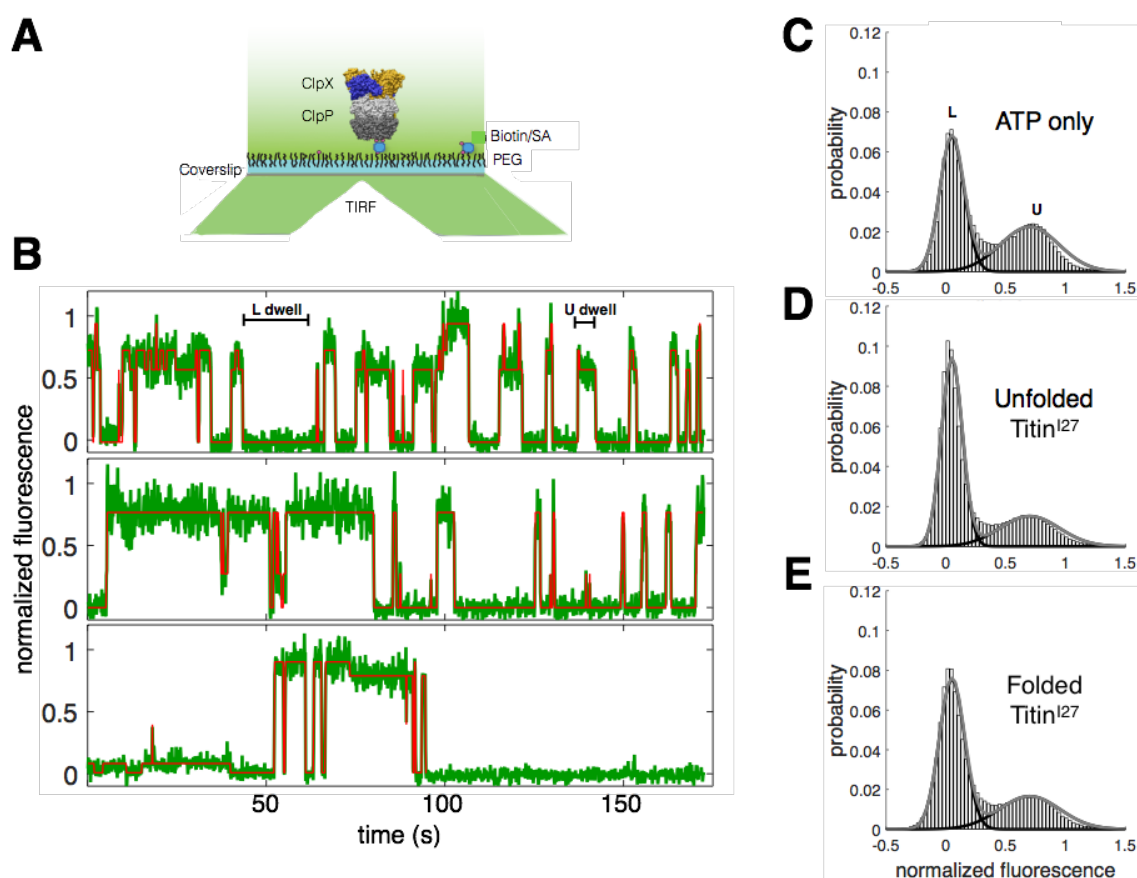 A
ClpX
ClpP
Biotin/SA
PEG
Coverslip
TIRF
B
normalized fluorescence
1
0.5
0
L dwell
U dwell
1
0.5
0
1
0.5
0
50
100
150
time (s)
C
probability
0.12
0.1
0.08
0.06
0.04
0.02
0
L
U
ATP only
-0.5
0
0.5
1
1.5
D
probability
0.12
0.1
0.08
0.06
0.04
0.02
0
Unfolded
Titin^I27
-0.5
0
0.5
1
1.5
E
probability
0.12
0.1
0.08
0.06
0.04
0.02
0
Folded
Titin^I27
-0.5
0
0.5
1
1.5
normalized fluorescence